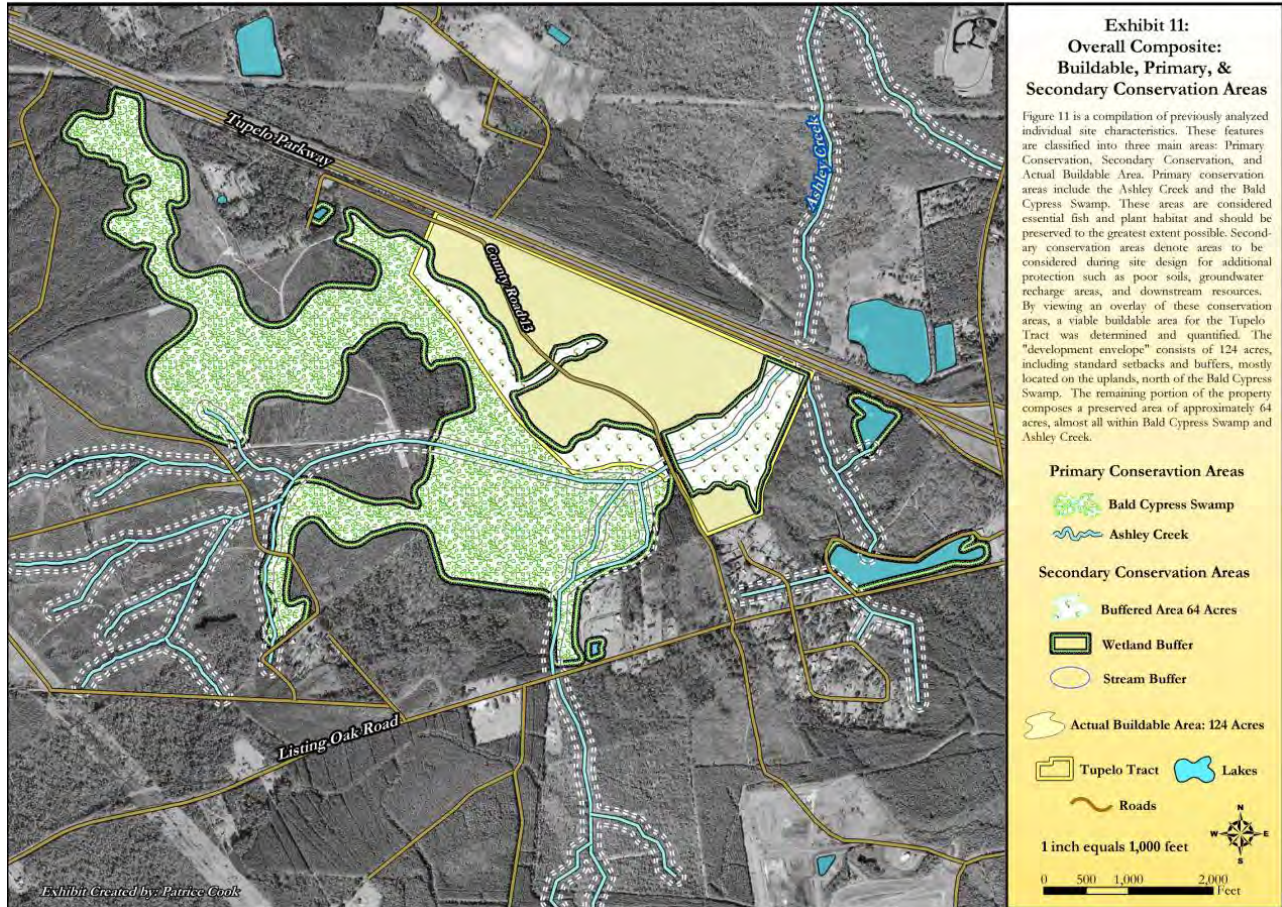 Exhibit 11:
Overall Composite:
Buildable, Primary, &
Secondary Conservation Areas
Figure 11 is a compilation of previously analyzed
individual site characteristics. These features
are classified into three main areas: Primary
Conservation, Secondary Conservation, and
Actual Buildable Area. Primary conservation
areas include the Ashley Creek and the Bald
Cypress Swamp. These areas are considered
essential fish and plant habitat and should be
preserved to the greatest extent possible. Second-
ary conservation areas denote areas to be
considered during site design for additional
protection such as poor soils, groundwater
recharge areas, and downstream resources.
By viewing an overlay of these conservation
areas, a viable buildable area for the Tupelo
Tract was determined and quantified. The
"development envelope" consists of 124 acres,
including standard setbacks and buffers, mostly
located on the uplands, north of the Bald Cypress
Swamp. The remaining portion of the property
composes a preserved area of approximately 64
acres, almost all within Bald Cypress Swamp and
Ashley Creek.
Primary Conseravtion Areas
Bald Cypress Swamp
Ashley Creek
Secondary Conservation Areas
Buffered Area 64 Acres
Wetland Buffer
Stream Buffer
Actual Buildable Area: 124 Acres
Tupelo Tract
Lakes
Roads
N
W
E
S
1 inch equals 1,000 feet
0 500 1,000 2,000
Feet
Tupelo Parkway
Ashley Creek
County Road 13
Listing Oak Road
Exhibit Created by: Patrice Cook